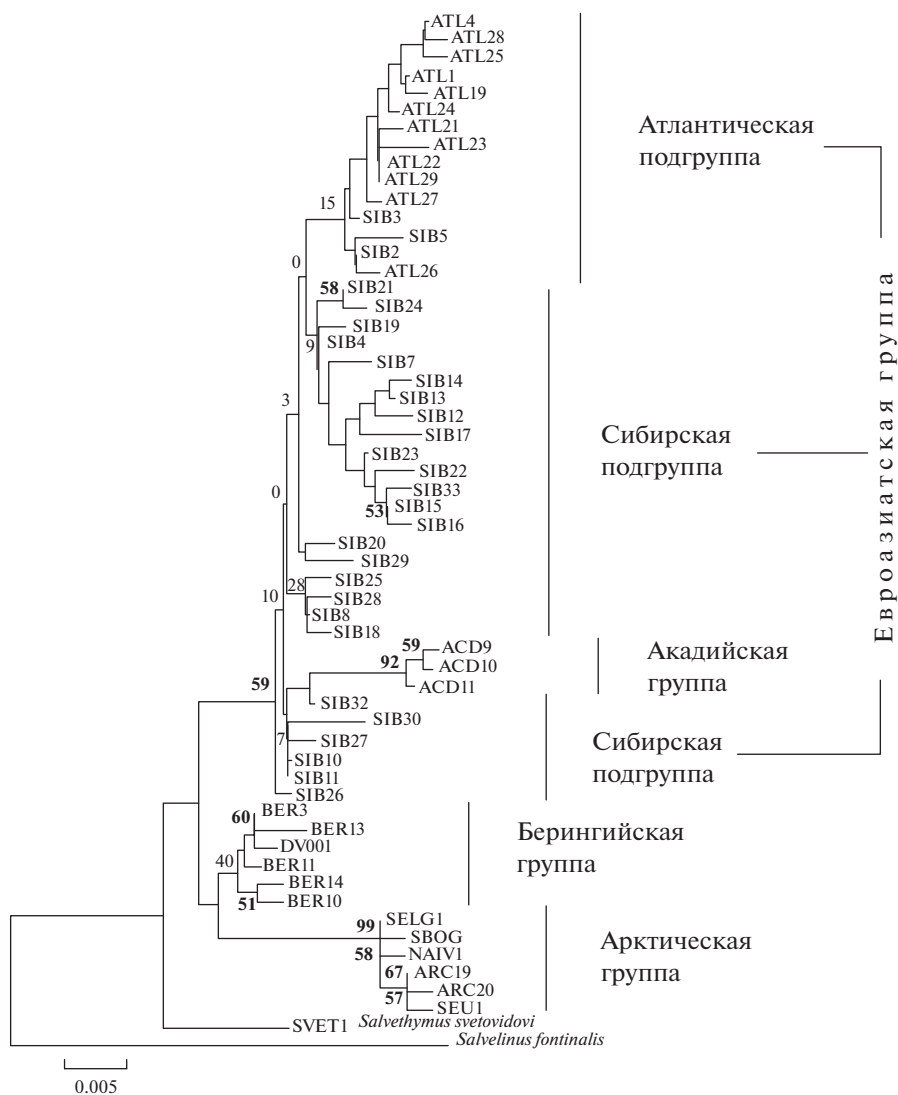 ATL4
ATL28
ATL25
ATL1
ATL19
ATL24
ATL21
ATL23
ATL22
ATL29
ATL27
15
SIB3
SIB5
SIB2
ATL26
0
58
SIB21
SIB24
SIB19
9
SIB4
SIB7
SIB14
SIB13
3
SIB12
SIB17
SIB23
SIB22
SIB33
53
SIB15
SIB16
0
SIB20
SIB29
28
SIB25
SIB28
10
SIB8
SIB18
59
ACD9
92
ACD10
ACD11
59
SIB32
SIB30
7
SIB27
SIB10
SIB11
SIB26
BER3
60
BER13
DV001
40
BER11
BER14
51
BER10
99
SELG1
SBOG
58
NAIV1
67
ARC19
57
ARC20
SEU1
SVET1
Salvethymus svetovidovi
Salvelinus fontinalis
0.005
Атлантическая
подгруппа
Сибирская
подгруппа
Акадийская
группа
Сибирская
подгруппа
Берингийская
группа
Арктическая
группа
Евроазиатская группа